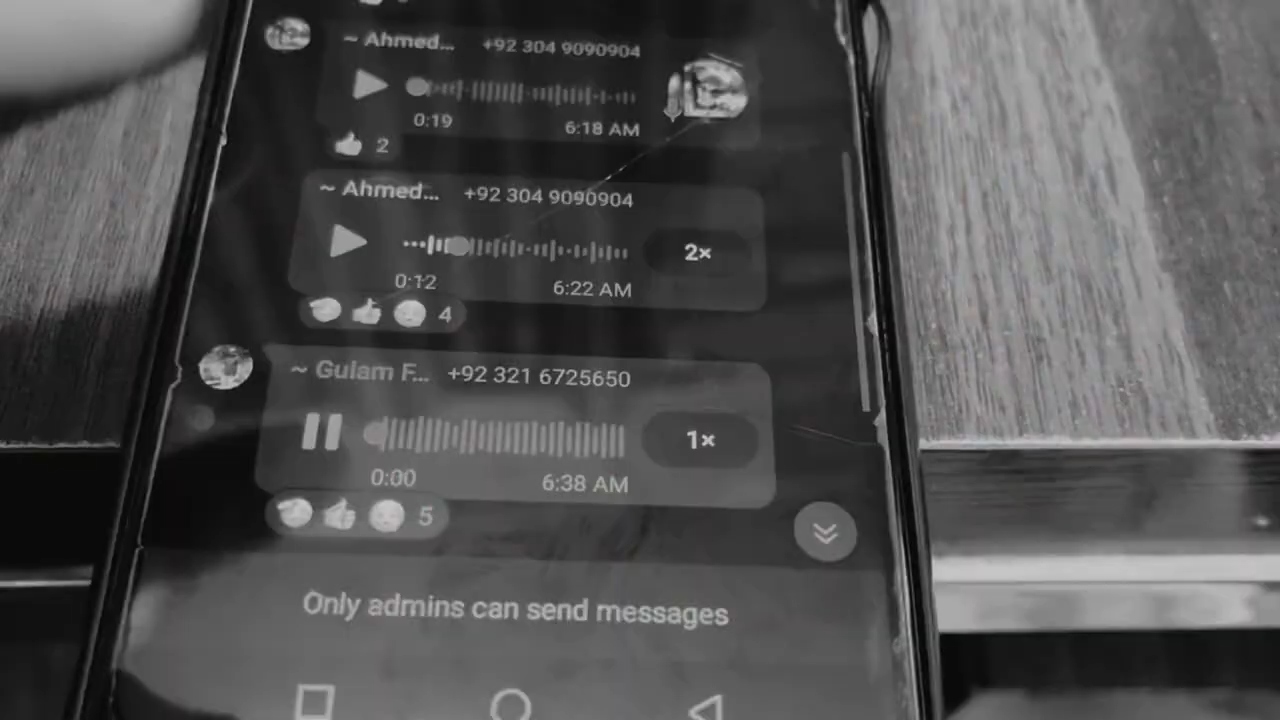 ~ Ahmed... +92 304 9090904
0:19 6:18 AM
2
~ Ahmed... +92 304 9090904
2×
0:12 6:22 AM
4
~ Gulam F... +92 321 6725650
1×
0:00 6:38 AM
5
Only admins can send messages